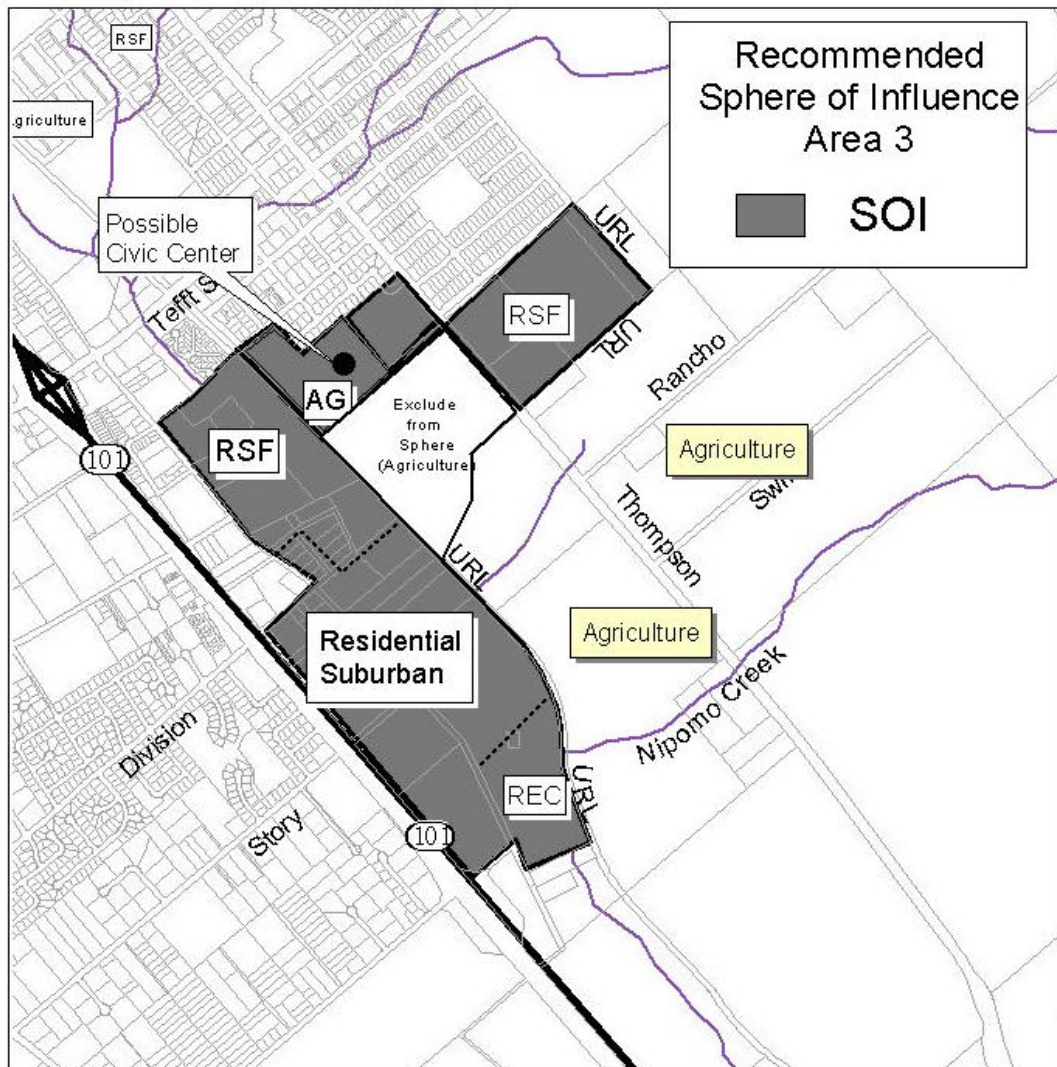 RSF
.griculture
Recommended
Sphere of Influence
Area 3
SOI
Possible
Civic Center
Tefft S
URL
RSF
URL
Rancho
AG
Exclude
from
Sphere
(Agriculture
RSF
Agriculture
101
Thompson
URL
Agriculture
Residential
Suburban
Nipomo Creek
Division
REC
URL
Story
101